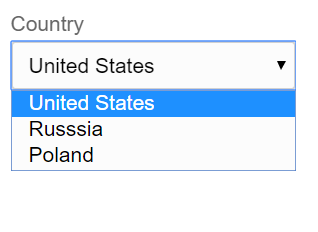 Country
United States
United States
Russsia
Poland